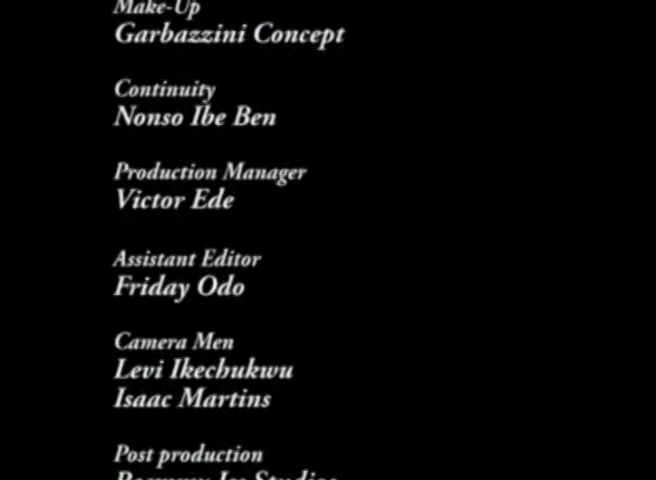 Make-Up
Garbazzini Concept
Continuity
Nonso Ibe Ben
Production Manager
Victor Ede
Assistant Editor
Friday Odo
Camera Men
Levi Ikechukwu
Isaac Martins
Post production
Studios